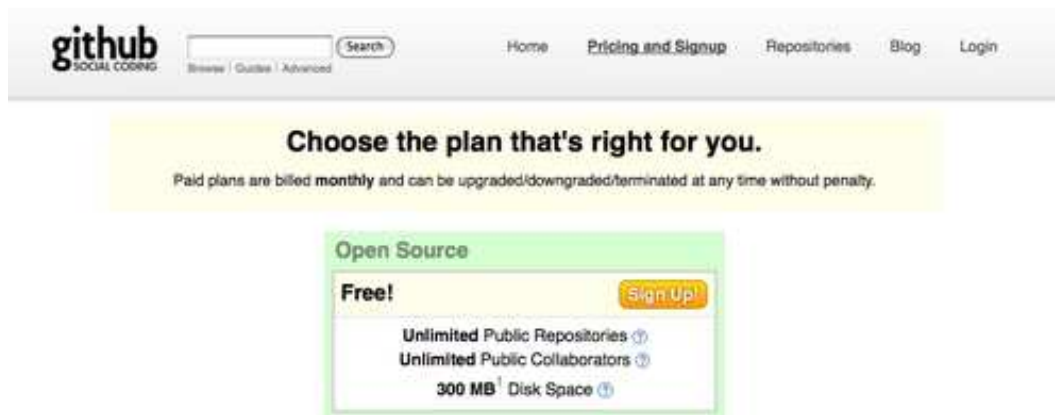 github
SOCIAL CODING
Search
Browse | Guides | Advanced
Home Pricing and Signup Repositories Blog Login
Choose the plan that's right for you.
Paid plans are billed monthly and can be upgraded/downgraded/terminated at any time without penalty.
Open Source
Free! Sign Up!
Unlimited Public Repositories ?
Unlimited Public Collaborators ?
300 MB¹ Disk Space ?